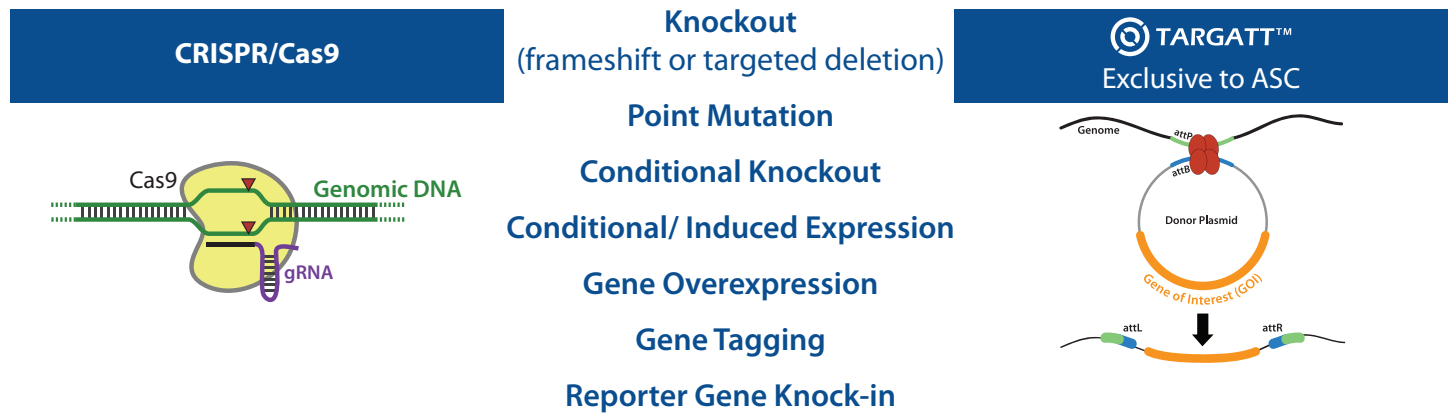 CRISPR/Cas9
Cas9
Genomic DNA
gRNA
Knockout
(frameshift or targeted deletion)
Point Mutation
Conditional Knockout
Conditional/ Induced Expression
Gene Overexpression
Gene Tagging
Reporter Gene Knock-in
TARGATT™
Exclusive to ASC
Genome
attP
attB
Donor Plasmid
Gene of Interest (GOI)
attL
attR